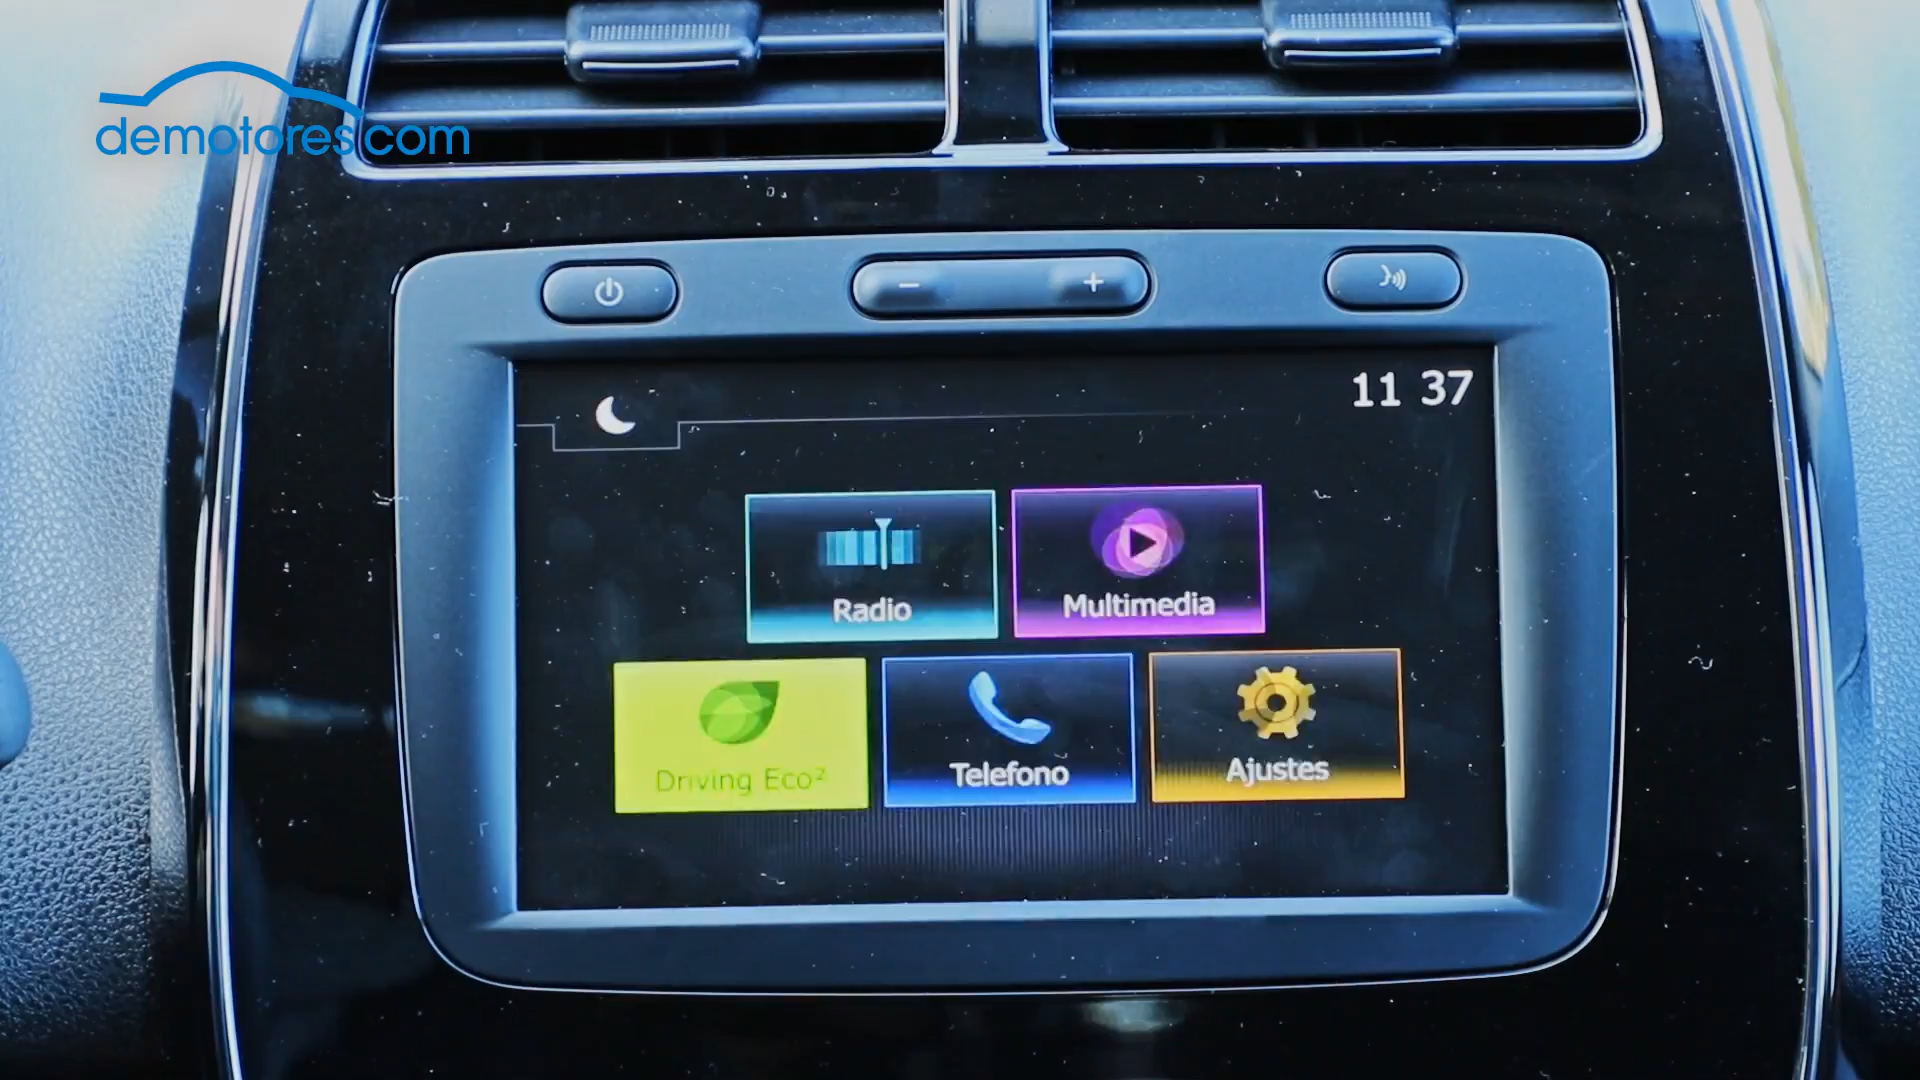 demotores.com
11 37
Radio
Multimedia
Driving Eco²
Telefono
Ajustes